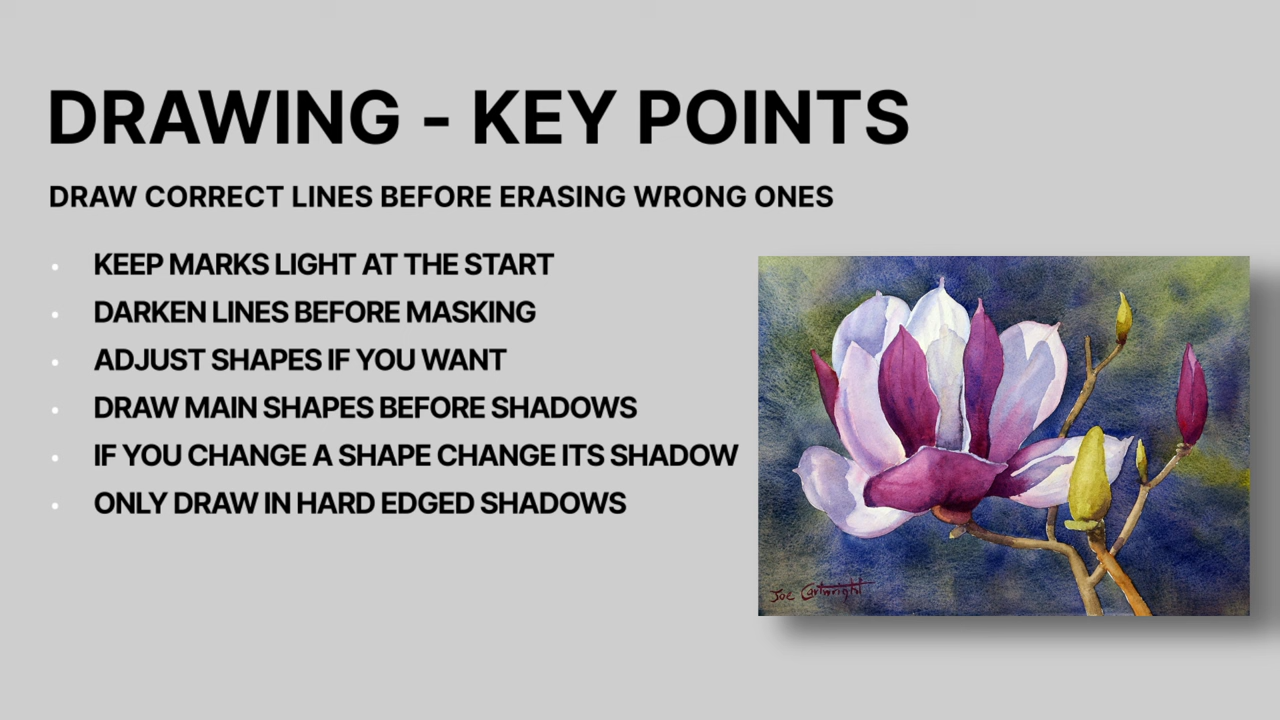 DRAWING - KEY POINTS
DRAW CORRECT LINES BEFORE ERASING WRONG ONES
KEEP MARKS LIGHT AT THE START
DARKEN LINES BEFORE MASKING
ADJUST SHAPES IF YOU WANT
DRAW MAIN SHAPES BEFORE SHADOWS
IF YOU CHANGE A SHAPE CHANGE ITS SHADOW
ONLY DRAW IN HARD EDGED SHADOWS
Joe Cartwright